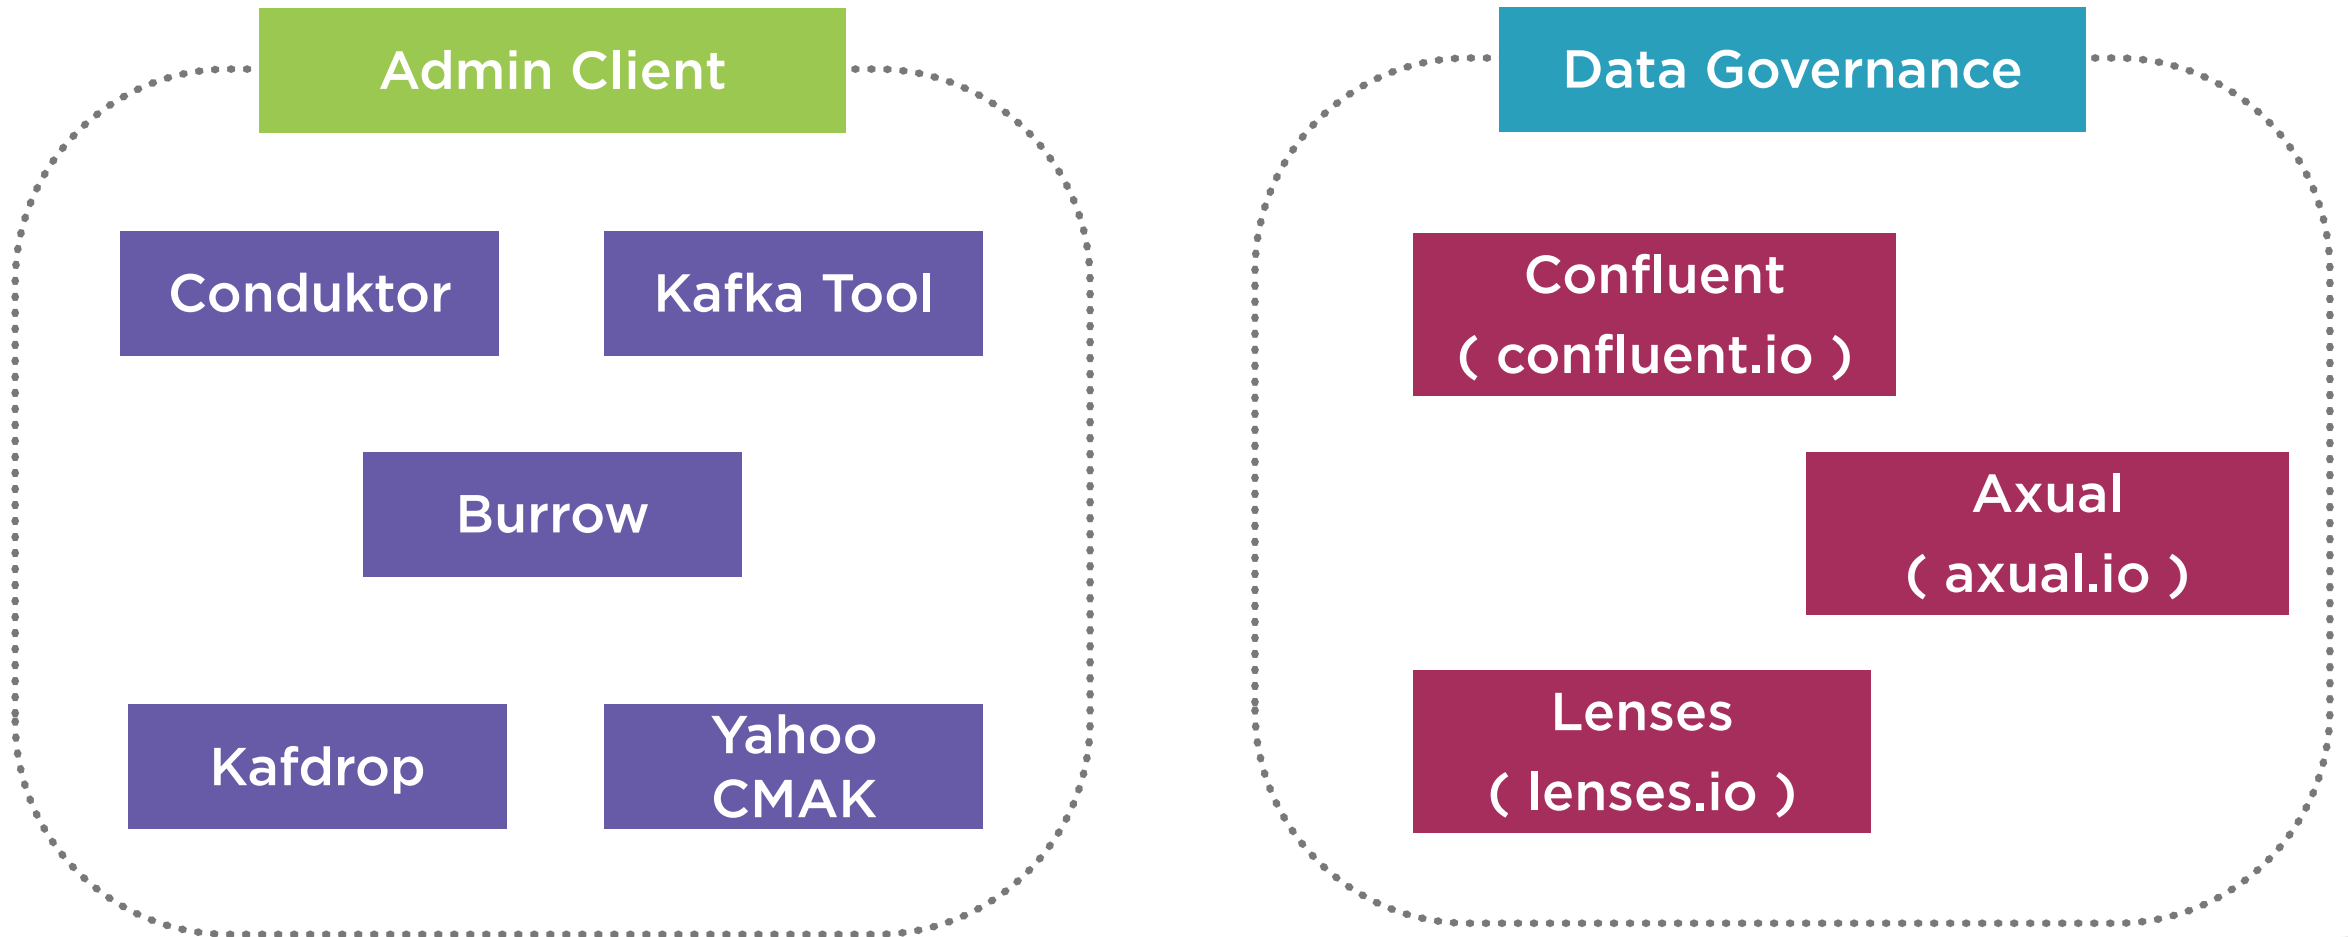 Admin Client
Conduktor
Kafka Tool
Burrow
Kafdrop
Yahoo
CMAK
Data Governance
Confluent
( confluent.io )
Axual
( axual.io )
Lenses
( lenses.io )